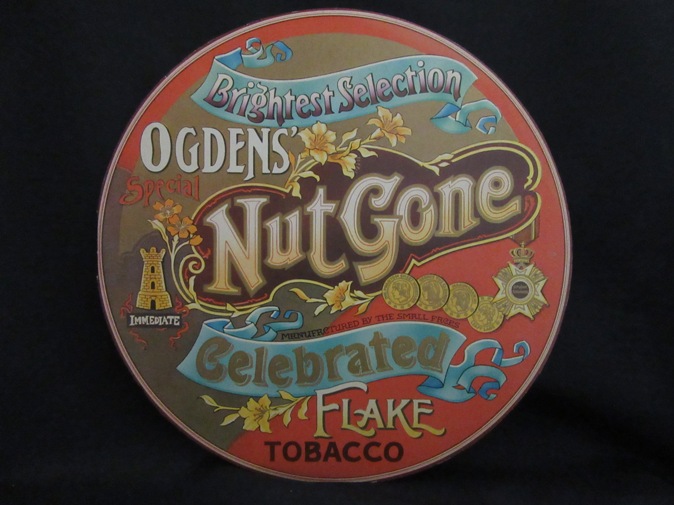 Brightest Selection
OGDENS'
Special
Nut Gone
IMMEDIATE
MANUFACTURED BY THE SMALL FACES
Celebrated
FLAKE
TOBACCO